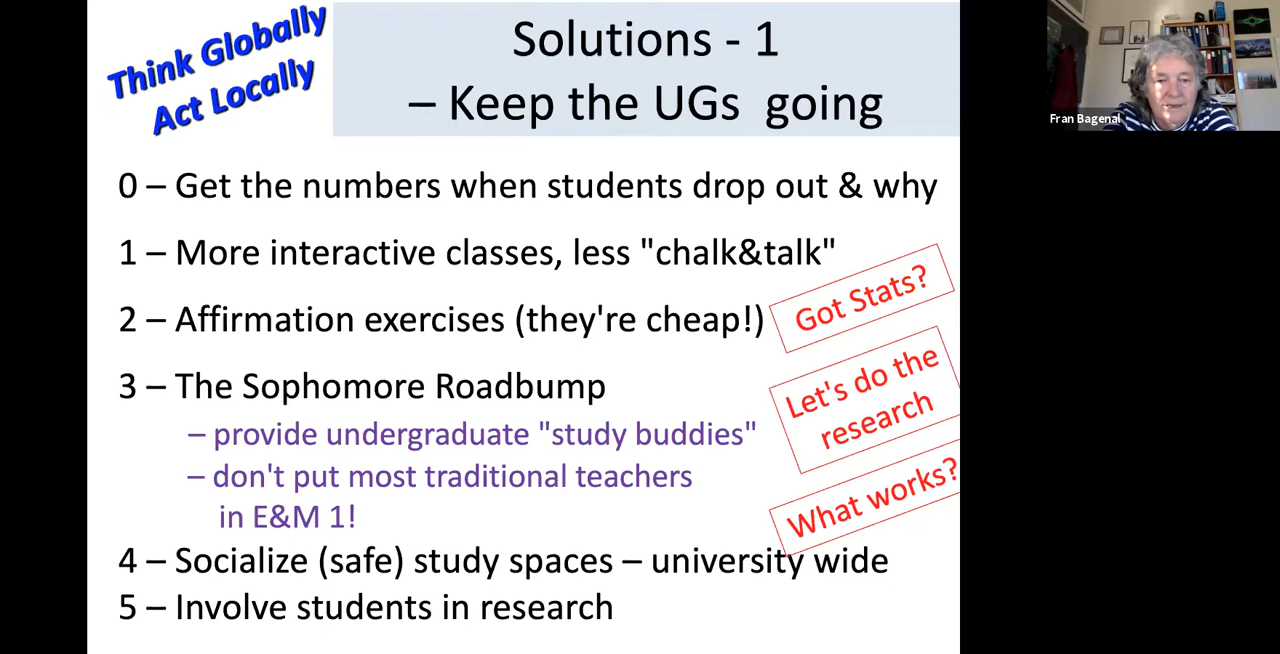 Think Globally
Act Locally
Solutions - 1
– Keep the UGs going
Fran Bagenal
0 – Get the numbers when students drop out & why
1 – More interactive classes, less "chalk&talk"
2 – Affirmation exercises (they're cheap!)
Got Stats?
3 – The Sophomore Roadbump
Let's do the
research
– provide undergraduate "study buddies"
– don't put most traditional teachers
in E&M 1!
What works?
4 – Socialize (safe) study spaces – university wide
5 – Involve students in research